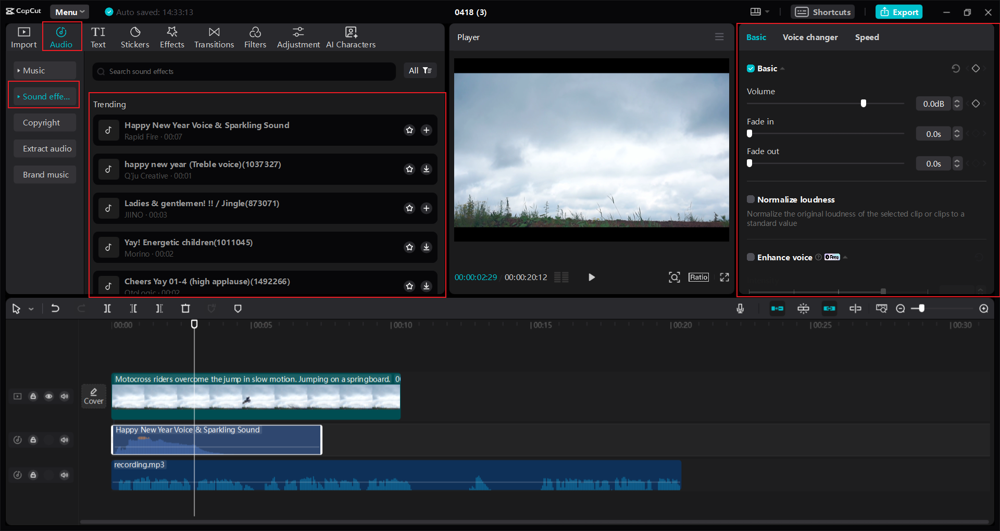 CapCut
Menu
Auto saved: 14:33:13
0418 (3)
Shortcuts
Export
Import
Audio
Text
Stickers
Effects
Transitions
Filters
Adjustment
AI Characters
Music
Sound effe...
Copyright
Extract audio
Brand music
Search sound effects
All
Trending
Happy New Year Voice & Sparkling Sound
Rapid Fire · 00:07
happy new year (Treble voice)(1037327)
Q'ju Creative · 00:01
Ladies & gentlemen! !! / Jingle(873071)
JIINO · 00:03
Yay! Energetic children(1011045)
Morino · 00:02
Cheers Yay 01-4 (high applause)(1492266)
OtoLogic · 00:02
Player
00:00:02:29
00:00:20:12
Ratio
Basic
Voice changer
Speed
Basic
Volume
0.0dB
Fade in
0.0s
Fade out
0.0s
Normalize loudness
Normalize the original loudness of the selected clip or clips to a
standard value
Enhance voice
Free
00:00
00:05
00:10
00:15
00:20
00:25
00:30
Cover
Motocross riders overcome the jump in slow motion. Jumping on a springboard.
Happy New Year Voice & Sparkling Sound
recording.mp3